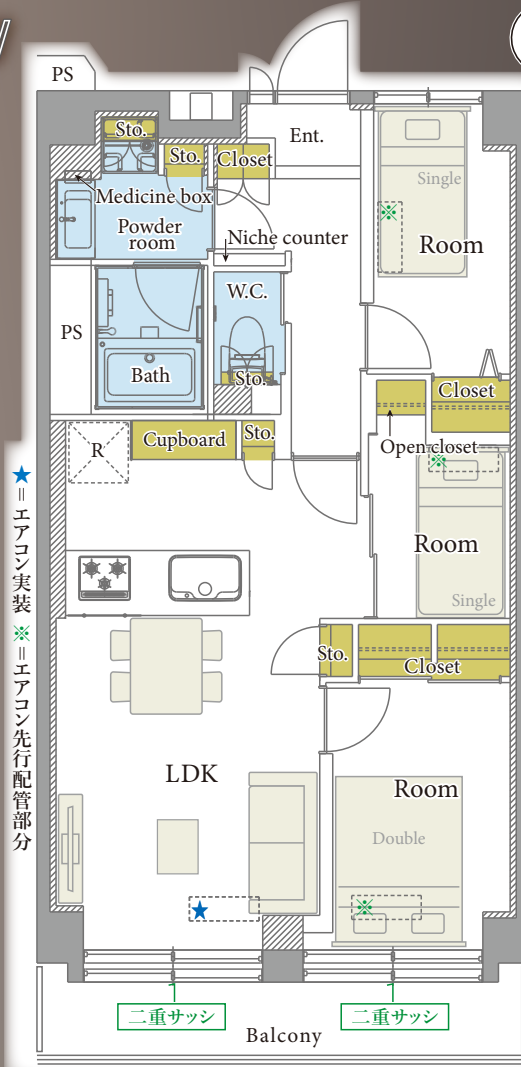 PS
Sto.
Ent.
Sto.
Closet
Single
Medicine box
Powder
room
Niche counter
Room
W.C.
PS
Bath
Sto.
Closet
R
Cupboard
Sto.
Open closet
※
※
Room
Single
Sto.
Closet
LDK
Room
Double
★
※
二重サッシ
二重サッシ
Balcony
★=エアコン実装 ※=エアコン先行配管部分